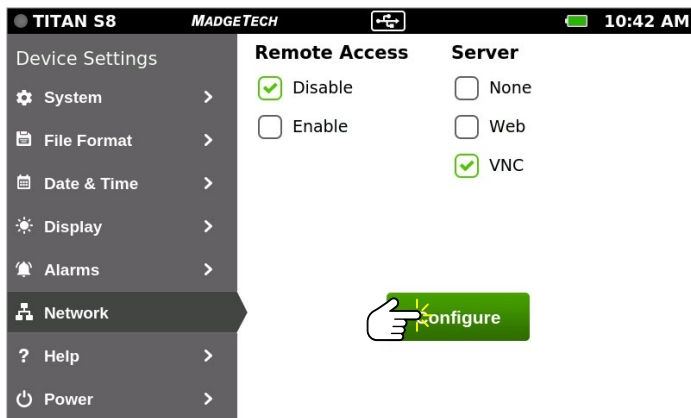 TITAN S8 MADGETECH 10:42 AM
Device Settings
System
File Format
Date & Time
Display
Alarms
Network
? Help
Power
Remote Access
Disable
Enable
Server
None
Web
VNC
onfigure